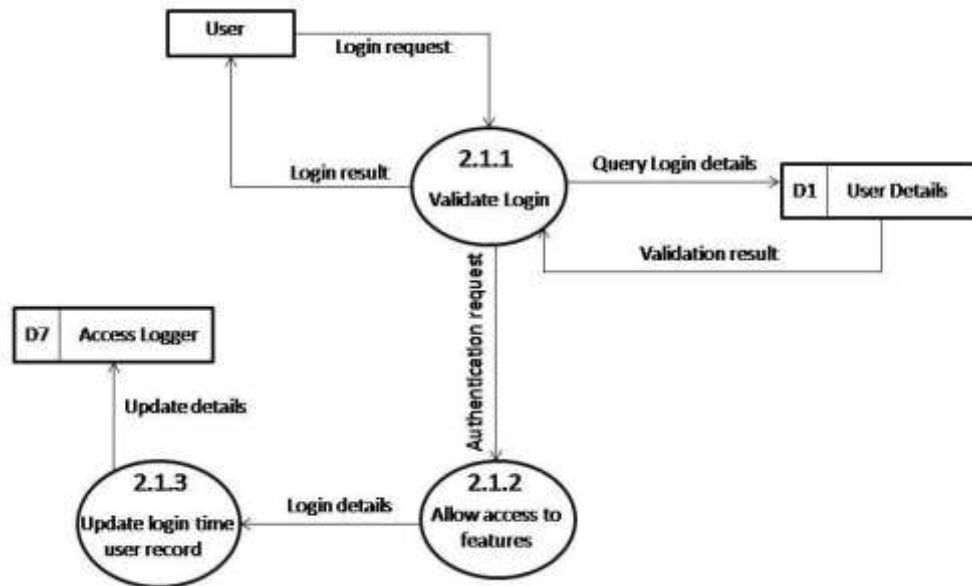 User
Login request
2.1.1
Validate Login
Login result
Query Login details
D1 User Details
Validation result
Authentication request
D7 Access Logger
Update details
2.1.3
Update login time
user record
Login details
2.1.2
Allow access to
features